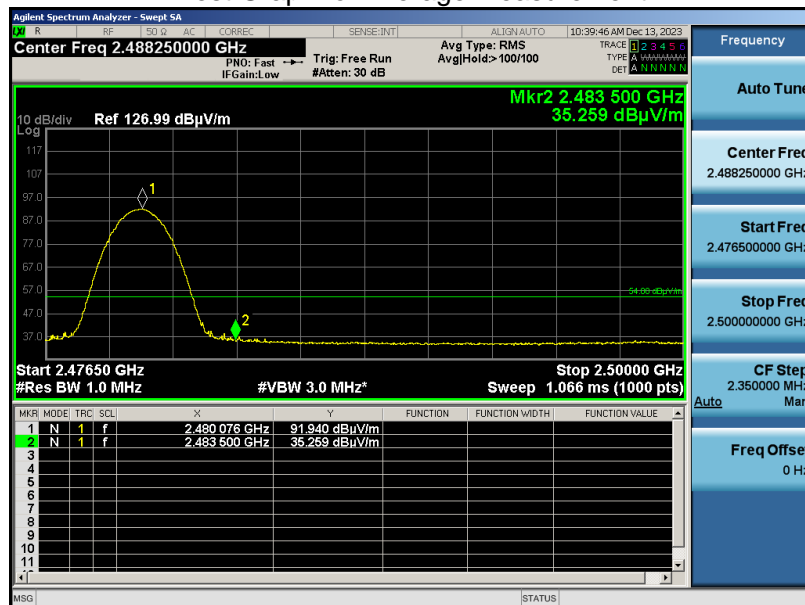 Agilent Spectrum Analyzer - Swept SA
LXI R RF 50 Ω AC CORREC SENSE:INT ALIGN AUTO 10:39:46 AM Dec 13, 2023
Center Freq 2.488250000 GHz
PNO: Fast
IFGain:Low
Trig: Free Run
#Atten: 30 dB
Avg Type: RMS
Avg|Hold>100/100
TRACE 1 2 3 4 5 6
TYPE A WWWWW
DET A N N N N N
Frequency
Mkr2 2.483 500 GHz
35.259 dBµV/m
10 dB/div Ref 126.99 dBµV/m
Log
117
107
97.0
87.0
77.0
67.0
57.0
47.0
37.0
1
2
54.00 dBµV/m
Start 2.47650 GHz Stop 2.50000 GHz
#Res BW 1.0 MHz #VBW 3.0 MHz* Sweep 1.066 ms (1000 pts)
MKR MODE TRC SCL X Y FUNCTION FUNCTION WIDTH FUNCTION VALUE
1 N 1 f 2.480 076 GHz 91.940 dBµV/m
2 N 1 f 2.483 500 GHz 35.259 dBµV/m
3
4
5
6
7
8
9
10
11
MSG STATUS
Auto Tune
Center Freq
2.488250000 GHz
Start Freq
2.476500000 GHz
Stop Freq
2.500000000 GHz
CF Step
2.350000 MHz
Auto Man
Freq Offset
0 Hz